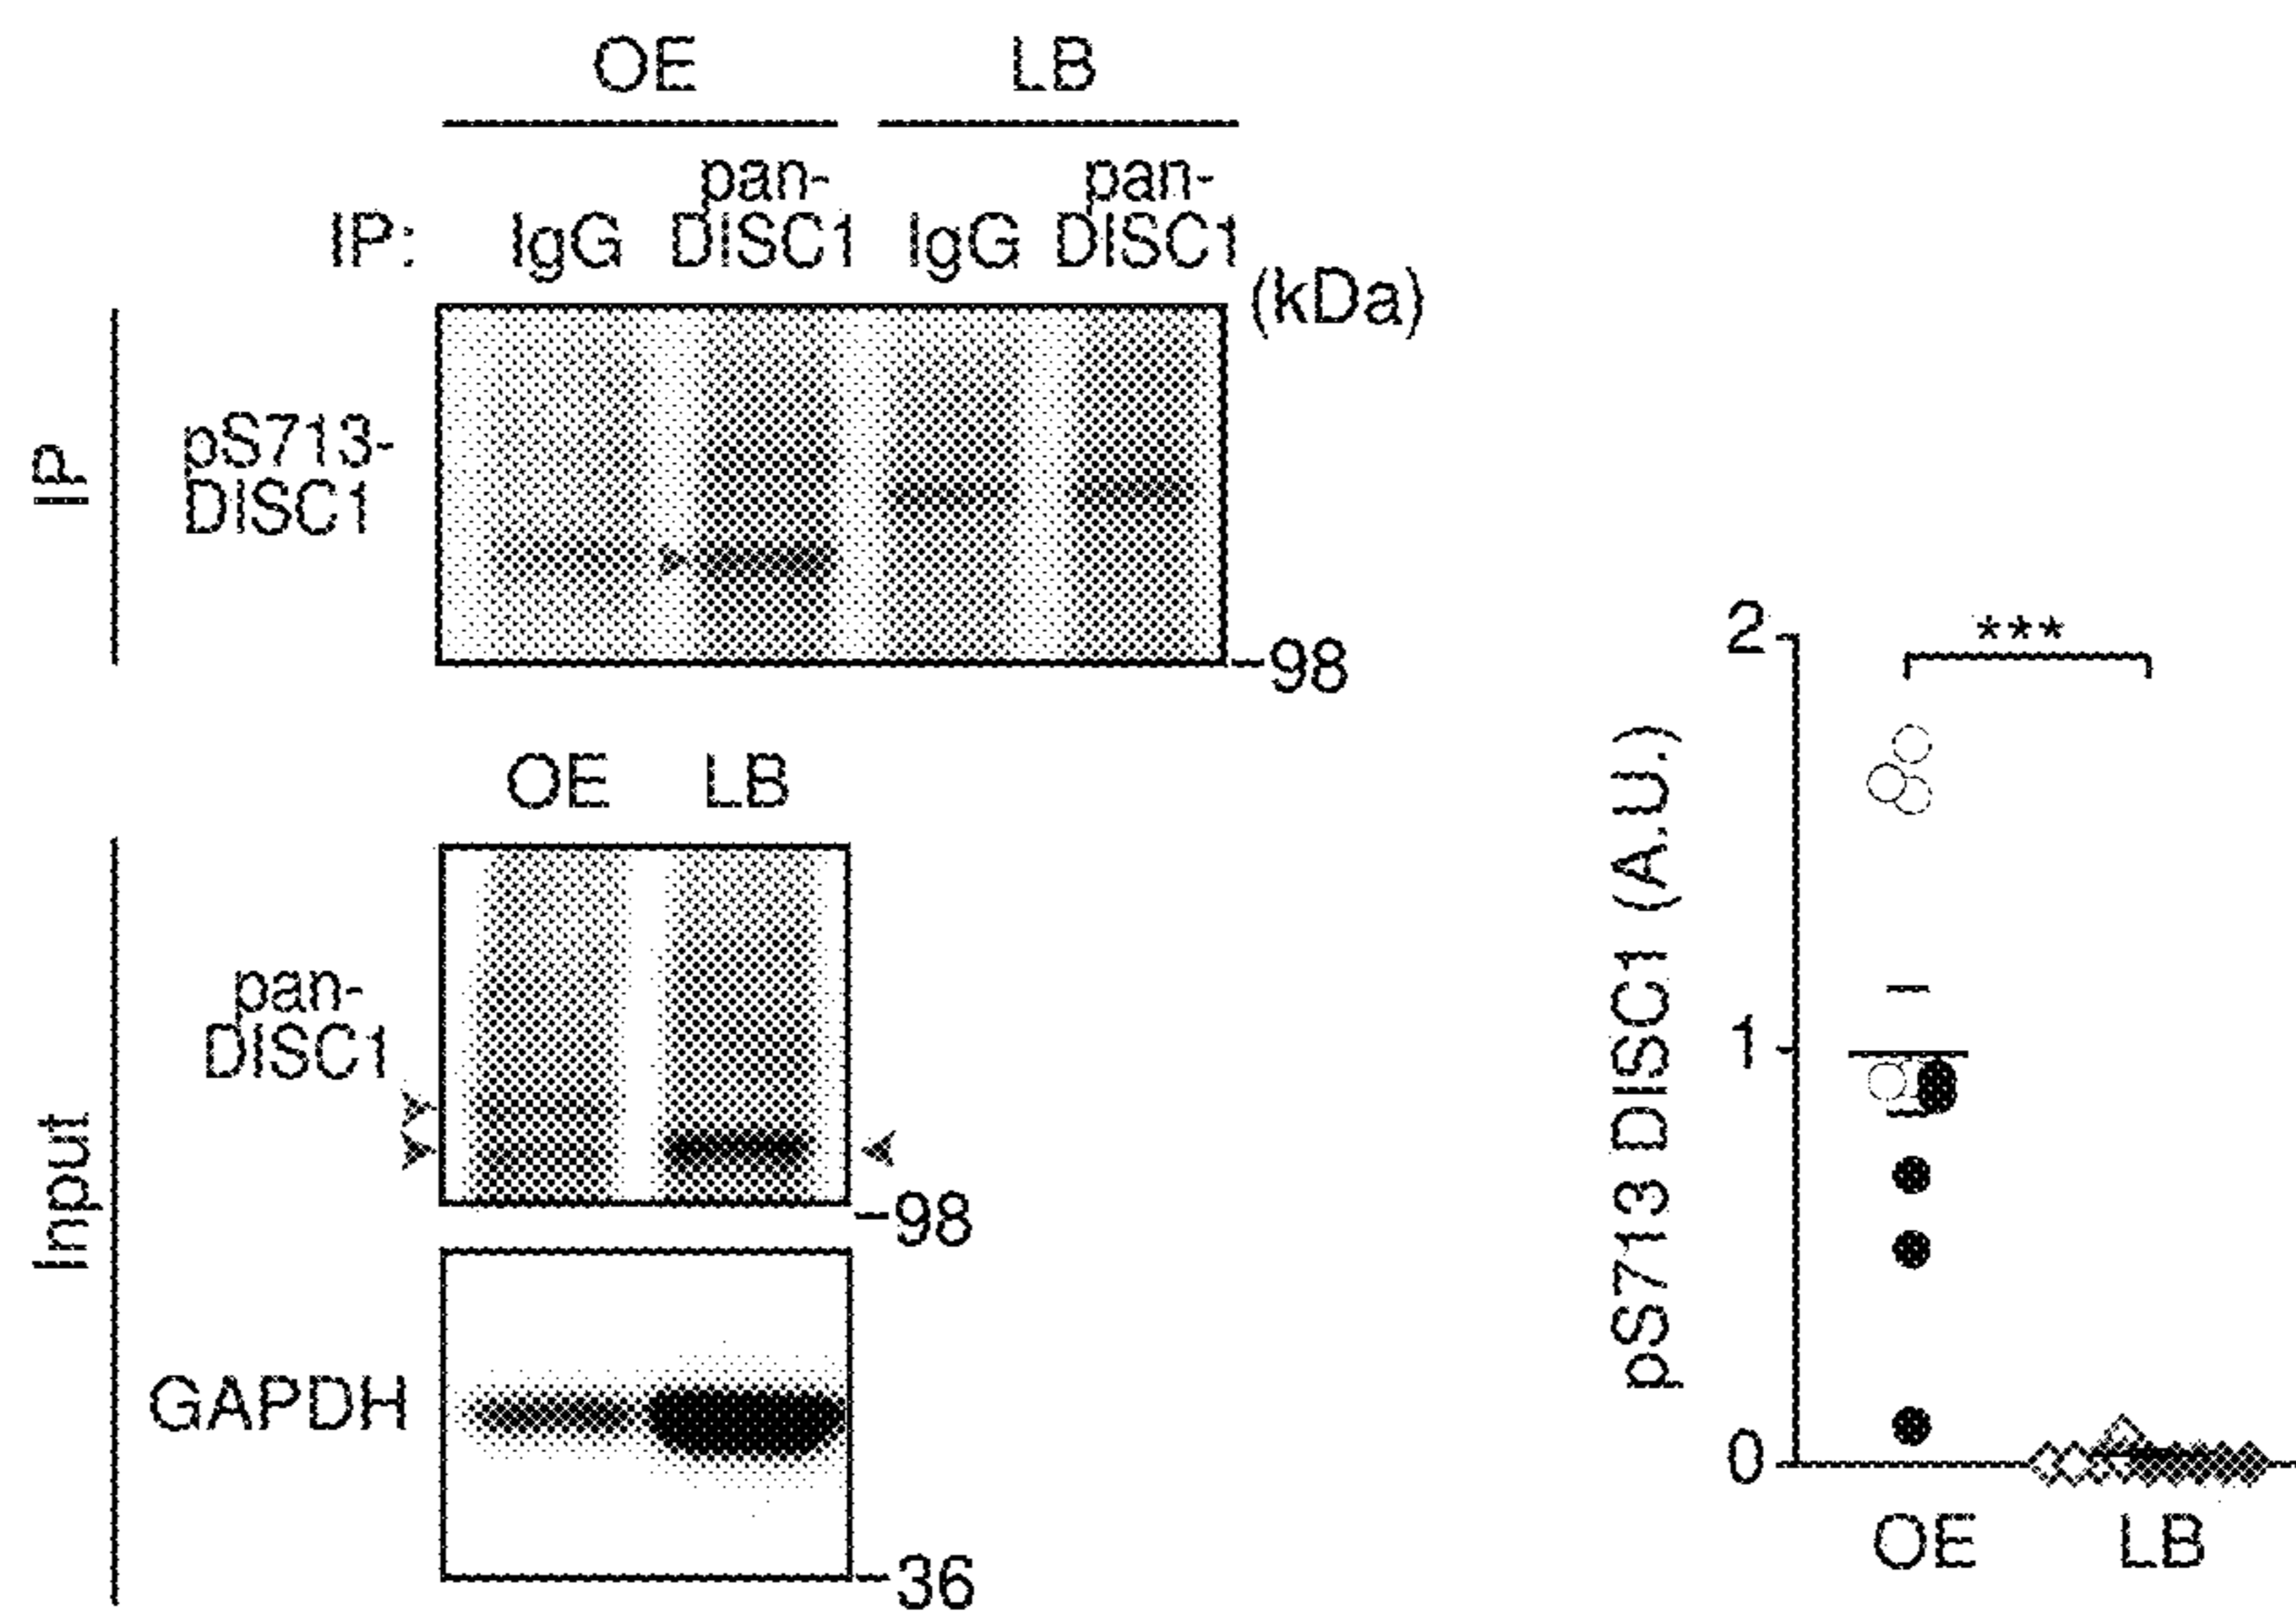 OE LB
IP: IgG pan-DISC1 IgG pan-DISC1
(kDa)
IP
pS713-
DISC1
-98
OE LB
Input
pan-
DISC1
-98
GAPDH
-36
pS713 DISC1 (A.U.)
2
***
1
0
OE LB